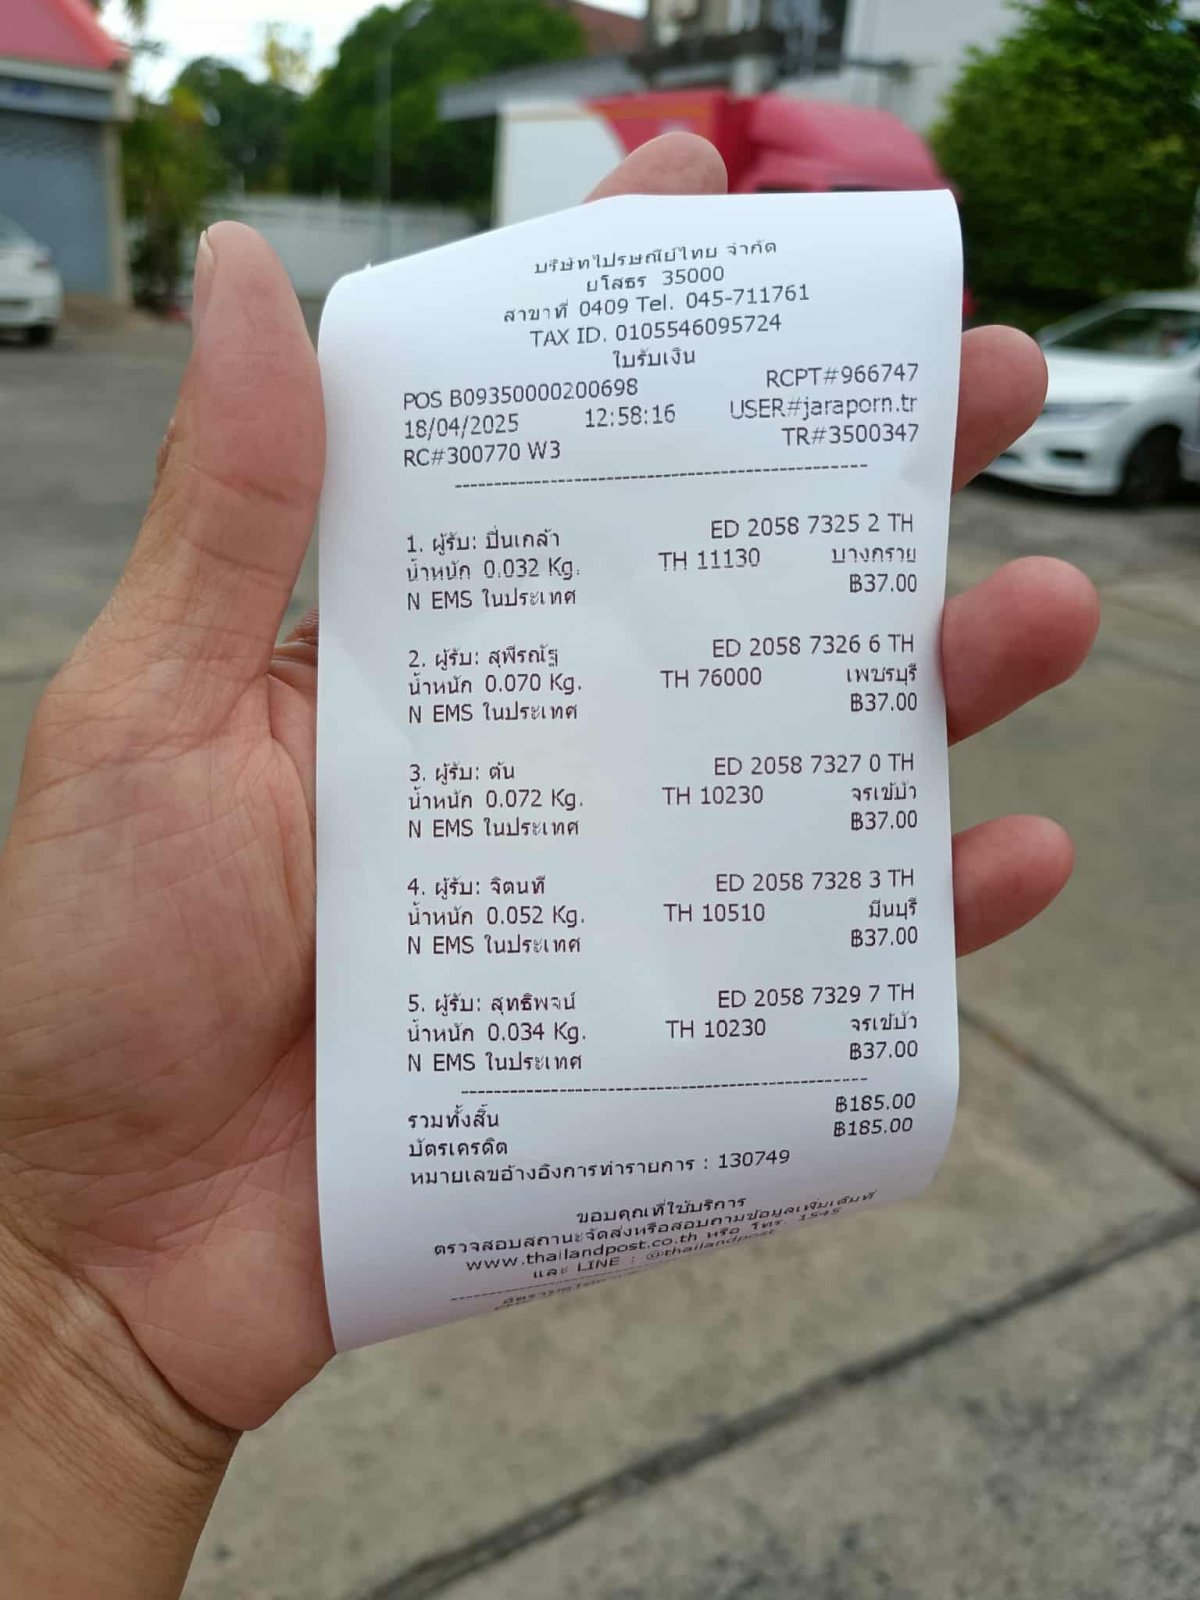 บริษัทไปรษณีย์ไทย จำกัด
ยโสธร 35000
สาขาที่ 0409 Tel. 045-711761
TAX ID. 0105546095724
ใบรับเงิน
POS B09350000200698 RCPT#966747
18/04/2025 12:58:16 USER#jaraporn.tr
RC#300770 W3 TR#3500347
1. ผู้รับ: ปิ่นเกล้า ED 2058 7325 2 TH
น้ำหนัก 0.032 Kg. TH 11130 บางกรวย
N EMS ในประเทศ ฿37.00
2. ผู้รับ: สุพีรณัฐ ED 2058 7326 6 TH
น้ำหนัก 0.070 Kg. TH 76000 เพชรบุรี
N EMS ในประเทศ ฿37.00
3. ผู้รับ: ต้น ED 2058 7327 0 TH
น้ำหนัก 0.072 Kg. TH 10230 จรเข้บัว
N EMS ในประเทศ ฿37.00
4. ผู้รับ: จิตนที ED 2058 7328 3 TH
น้ำหนัก 0.052 Kg. TH 10510 มีนบุรี
N EMS ในประเทศ ฿37.00
5. ผู้รับ: สุทธิพจน์ ED 2058 7329 7 TH
น้ำหนัก 0.034 Kg. TH 10230 จรเข้บัว
N EMS ในประเทศ ฿37.00
รวมทั้งสิ้น ฿185.00
บัตรเครดิต ฿185.00
หมายเลขอ้างอิงการทำรายการ : 130749
ขอบคุณที่ใช้บริการ
ตรวจสอบสถานะจัดส่งหรือสอบถามข้อมูลเพิ่มเติมที่
www.thailandpost.co.th หรือ โทร. 1545
และ LINE : @thailandpost